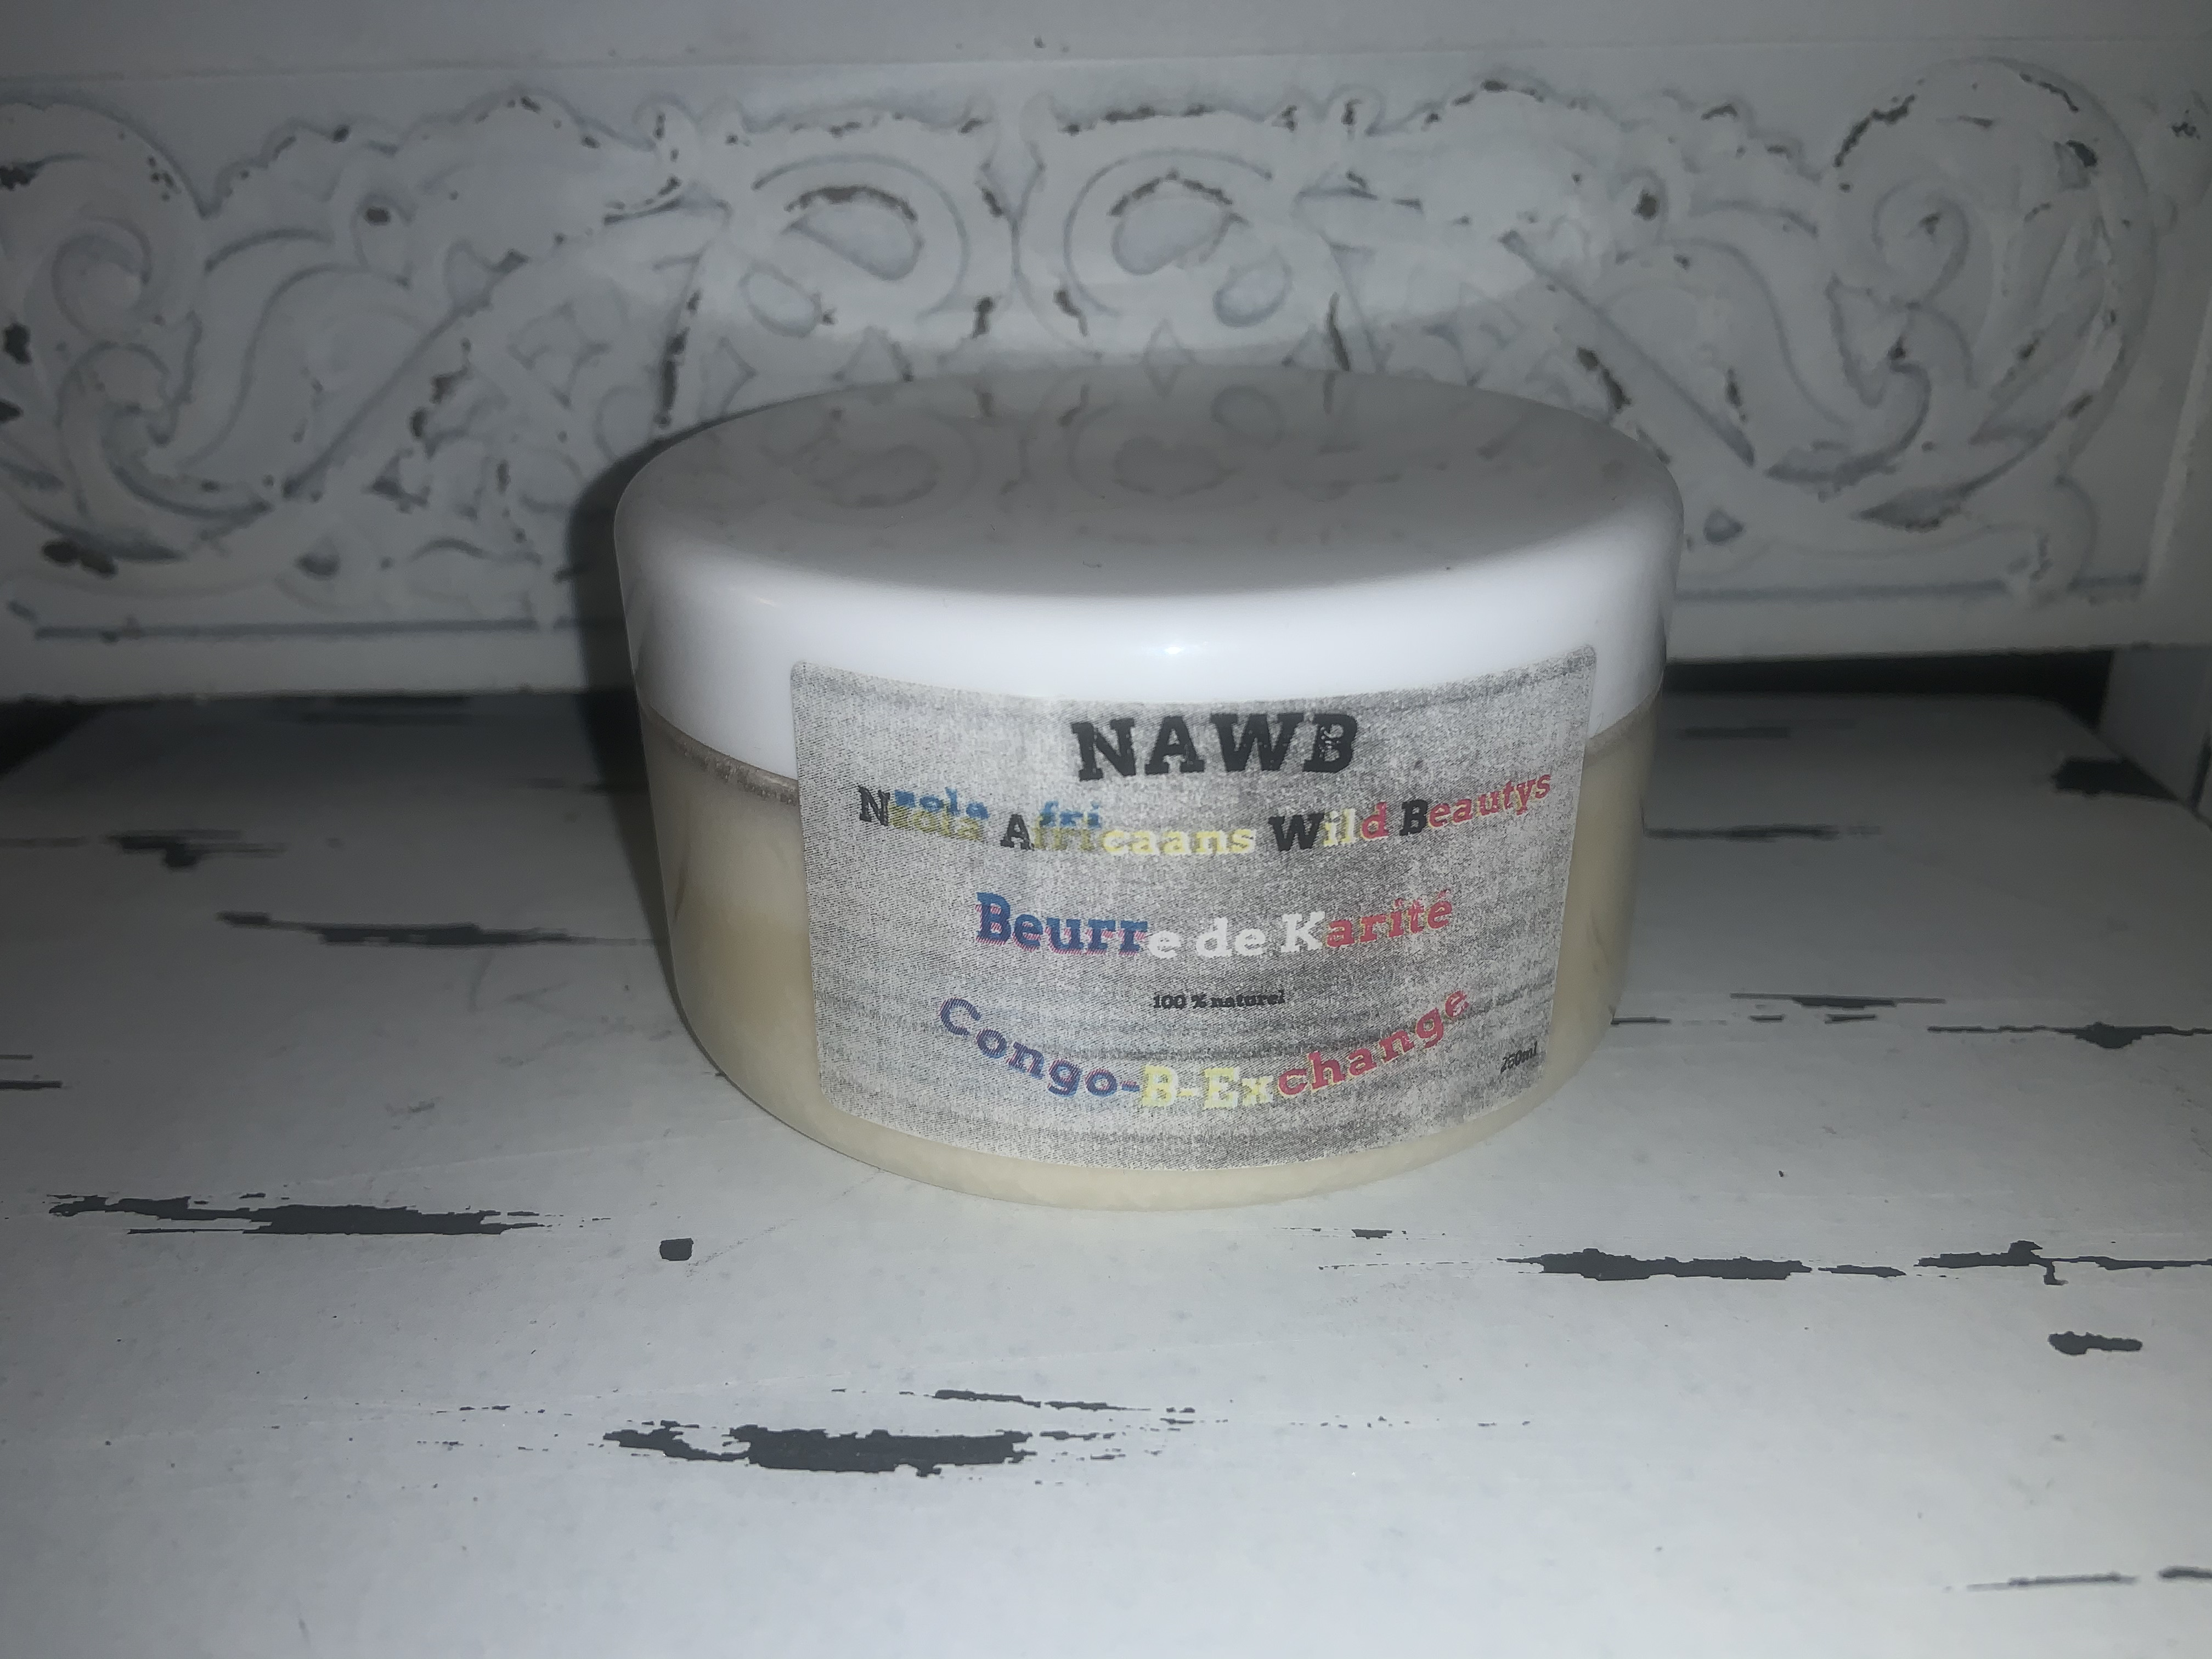 NAWB
Nzola Africaans Wild Beautys
Beurre de Karité
100 % naturel
Congo-B-Exchange